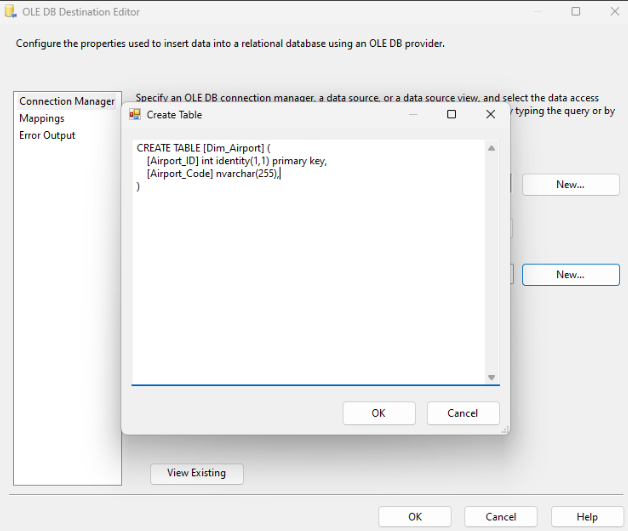 OLE DB Destination Editor
Configure the properties used to insert data into a relational database using an OLE DB provider.
Connection Manager
Mappings
Error Output
Specify an OLE DB connection manager, a data source, or a data source view, and select the data access
typing the query or by
Create Table
CREATE TABLE [Dim_Airport] (
[Airport_ID] int identity(1,1) primary key,
[Airport_Code] nvarchar(255),
)
New...
New...
OK
Cancel
View Existing
OK
Cancel
Help